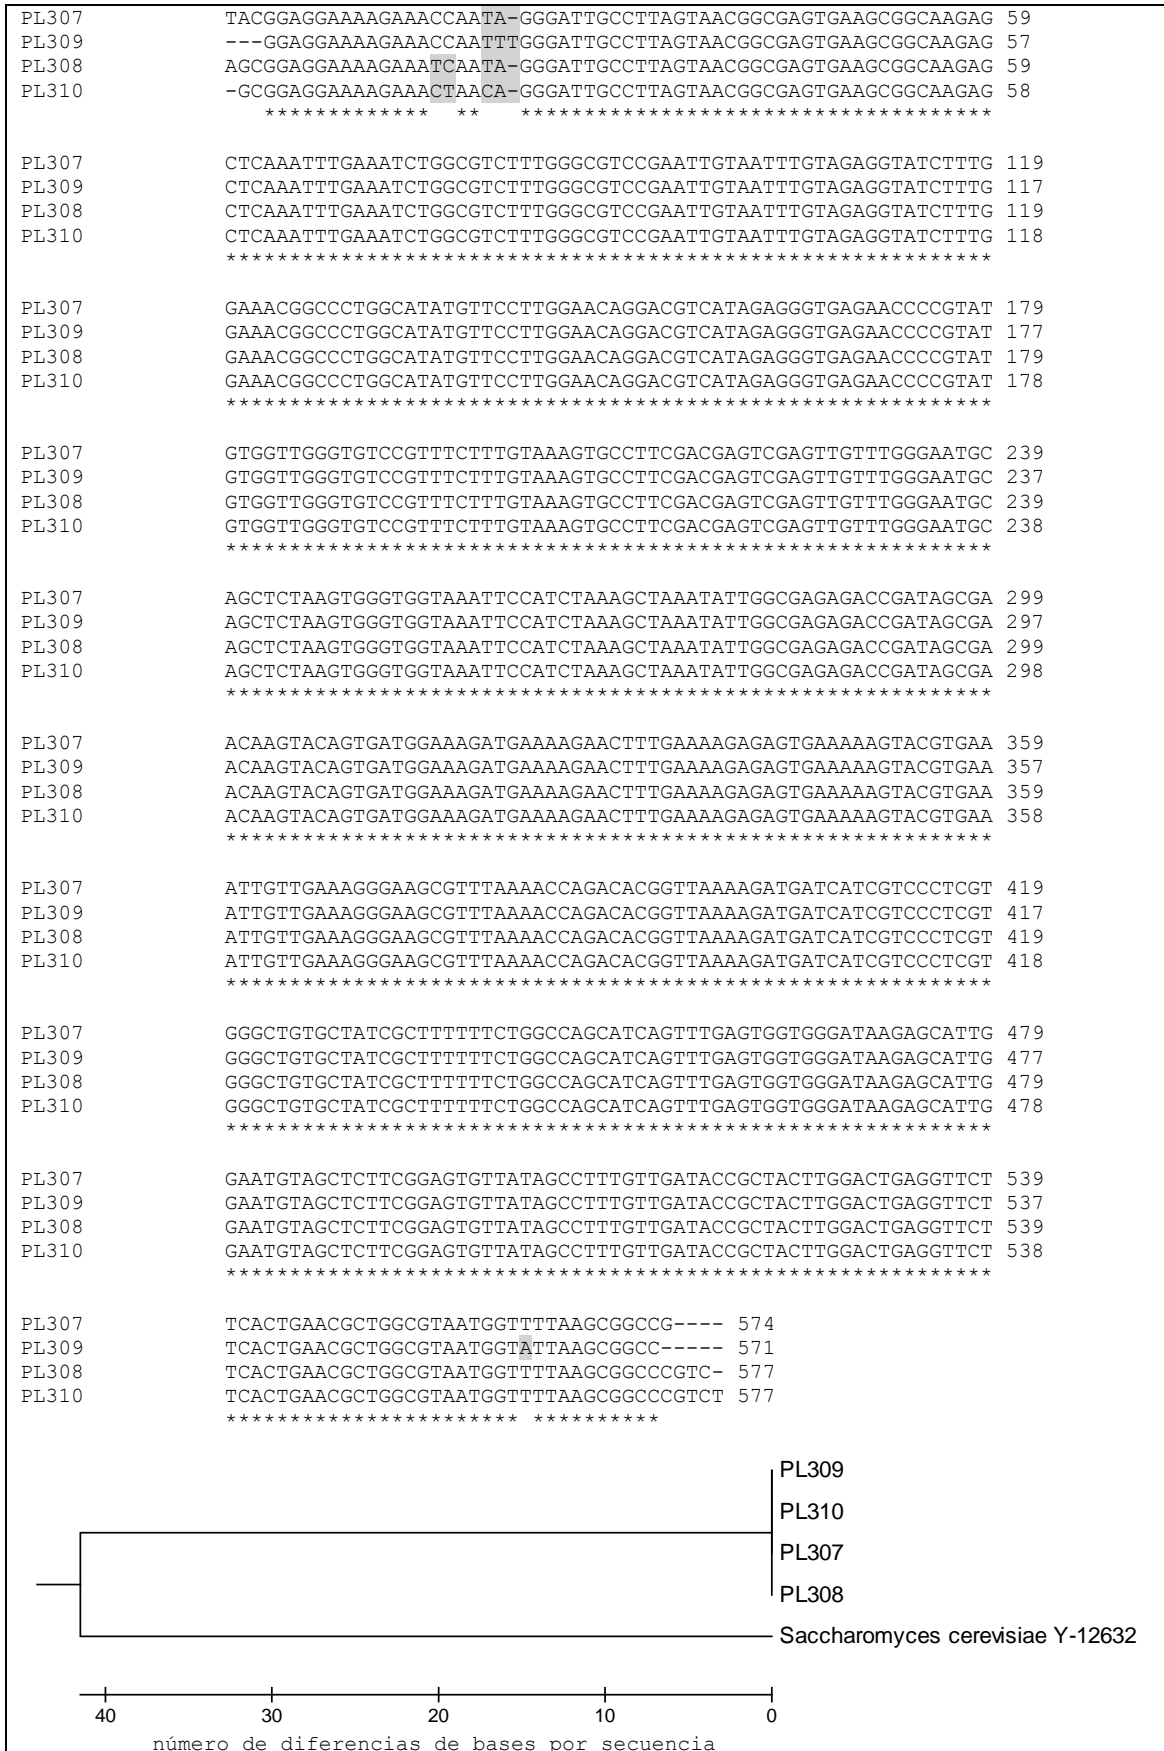 PL307 TACGGAGGAAAAGAAACCAATA-GGGATTGCCTTAGTAACGGCGAGTGAAGCGGCAAGAG 59
PL309 ---GGAGGAAAAGAAACCAATTTGGGATTGCCTTAGTAACGGCGAGTGAAGCGGCAAGAG 57
PL308 AGCGGAGGAAAAGAAATCAATA-GGGATTGCCTTAGTAACGGCGAGTGAAGCGGCAAGAG 59
PL310 -GCGGAGGAAAAGAAACTAACA-GGGATTGCCTTAGTAACGGCGAGTGAAGCGGCAAGAG 58
************* ** *************************************
PL307 CTCAAATTTGAAATCTGGCGTCTTTGGGCGTCCGAATTGTAATTTGTAGAGGTATCTTTG 119
PL309 CTCAAATTTGAAATCTGGCGTCTTTGGGCGTCCGAATTGTAATTTGTAGAGGTATCTTTG 117
PL308 CTCAAATTTGAAATCTGGCGTCTTTGGGCGTCCGAATTGTAATTTGTAGAGGTATCTTTG 119
PL310 CTCAAATTTGAAATCTGGCGTCTTTGGGCGTCCGAATTGTAATTTGTAGAGGTATCTTTG 118
************************************************************
PL307 GAAACGGCCCTGGCATATGTTCCTTGGAACAGGACGTCATAGAGGGTGAGAACCCCGTAT 179
PL309 GAAACGGCCCTGGCATATGTTCCTTGGAACAGGACGTCATAGAGGGTGAGAACCCCGTAT 177
PL308 GAAACGGCCCTGGCATATGTTCCTTGGAACAGGACGTCATAGAGGGTGAGAACCCCGTAT 179
PL310 GAAACGGCCCTGGCATATGTTCCTTGGAACAGGACGTCATAGAGGGTGAGAACCCCGTAT 178
************************************************************
PL307 GTGGTTGGGTGTCCGTTTCTTTGTAAAGTGCCTTCGACGAGTCGAGTTGTTTGGGAATGC 239
PL309 GTGGTTGGGTGTCCGTTTCTTTGTAAAGTGCCTTCGACGAGTCGAGTTGTTTGGGAATGC 237
PL308 GTGGTTGGGTGTCCGTTTCTTTGTAAAGTGCCTTCGACGAGTCGAGTTGTTTGGGAATGC 239
PL310 GTGGTTGGGTGTCCGTTTCTTTGTAAAGTGCCTTCGACGAGTCGAGTTGTTTGGGAATGC 238
************************************************************
PL307 AGCTCTAAGTGGGTGGTAAATTCCATCTAAAGCTAAATATTGGCGAGAGACCGATAGCGA 299
PL309 AGCTCTAAGTGGGTGGTAAATTCCATCTAAAGCTAAATATTGGCGAGAGACCGATAGCGA 297
PL308 AGCTCTAAGTGGGTGGTAAATTCCATCTAAAGCTAAATATTGGCGAGAGACCGATAGCGA 299
PL310 AGCTCTAAGTGGGTGGTAAATTCCATCTAAAGCTAAATATTGGCGAGAGACCGATAGCGA 298
************************************************************
PL307 ACAAGTACAGTGATGGAAAGATGAAAAGAACTTTGAAAAGAGAGTGAAAAAGTACGTGAA 359
PL309 ACAAGTACAGTGATGGAAAGATGAAAAGAACTTTGAAAAGAGAGTGAAAAAGTACGTGAA 357
PL308 ACAAGTACAGTGATGGAAAGATGAAAAGAACTTTGAAAAGAGAGTGAAAAAGTACGTGAA 359
PL310 ACAAGTACAGTGATGGAAAGATGAAAAGAACTTTGAAAAGAGAGTGAAAAAGTACGTGAA 358
************************************************************
PL307 ATTGTTGAAAGGGAAGCGTTTAAAACCAGACACGGTTAAAAGATGATCATCGTCCCTCGT 419
PL309 ATTGTTGAAAGGGAAGCGTTTAAAACCAGACACGGTTAAAAGATGATCATCGTCCCTCGT 417
PL308 ATTGTTGAAAGGGAAGCGTTTAAAACCAGACACGGTTAAAAGATGATCATCGTCCCTCGT 419
PL310 ATTGTTGAAAGGGAAGCGTTTAAAACCAGACACGGTTAAAAGATGATCATCGTCCCTCGT 418
************************************************************
PL307 GGGCTGTGCTATCGCTTTTTTCTGGCCAGCATCAGTTTGAGTGGTGGGATAAGAGCATTG 479
PL309 GGGCTGTGCTATCGCTTTTTTCTGGCCAGCATCAGTTTGAGTGGTGGGATAAGAGCATTG 477
PL308 GGGCTGTGCTATCGCTTTTTTCTGGCCAGCATCAGTTTGAGTGGTGGGATAAGAGCATTG 479
PL310 GGGCTGTGCTATCGCTTTTTTCTGGCCAGCATCAGTTTGAGTGGTGGGATAAGAGCATTG 478
************************************************************
PL307 GAATGTAGCTCTTCGGAGTGTTATAGCCTTTGTTGATACCGCTACTTGGACTGAGGTTCT 539
PL309 GAATGTAGCTCTTCGGAGTGTTATAGCCTTTGTTGATACCGCTACTTGGACTGAGGTTCT 537
PL308 GAATGTAGCTCTTCGGAGTGTTATAGCCTTTGTTGATACCGCTACTTGGACTGAGGTTCT 539
PL310 GAATGTAGCTCTTCGGAGTGTTATAGCCTTTGTTGATACCGCTACTTGGACTGAGGTTCT 538
************************************************************
PL307 TCACTGAACGCTGGCGTAATGGTTTTAAGCGGCCG---- 574
PL309 TCACTGAACGCTGGCGTAATGGTATTAAGCGGCC----- 571
PL308 TCACTGAACGCTGGCGTAATGGTTTTAAGCGGCCCGTC- 577
PL310 TCACTGAACGCTGGCGTAATGGTTTTAAGCGGCCCGTCT 577
*********************** **********
PL309
PL310
PL307
PL308
Saccharomyces cerevisiae Y-12632
40 30 20 10 0
número de diferencias de bases por secuencia